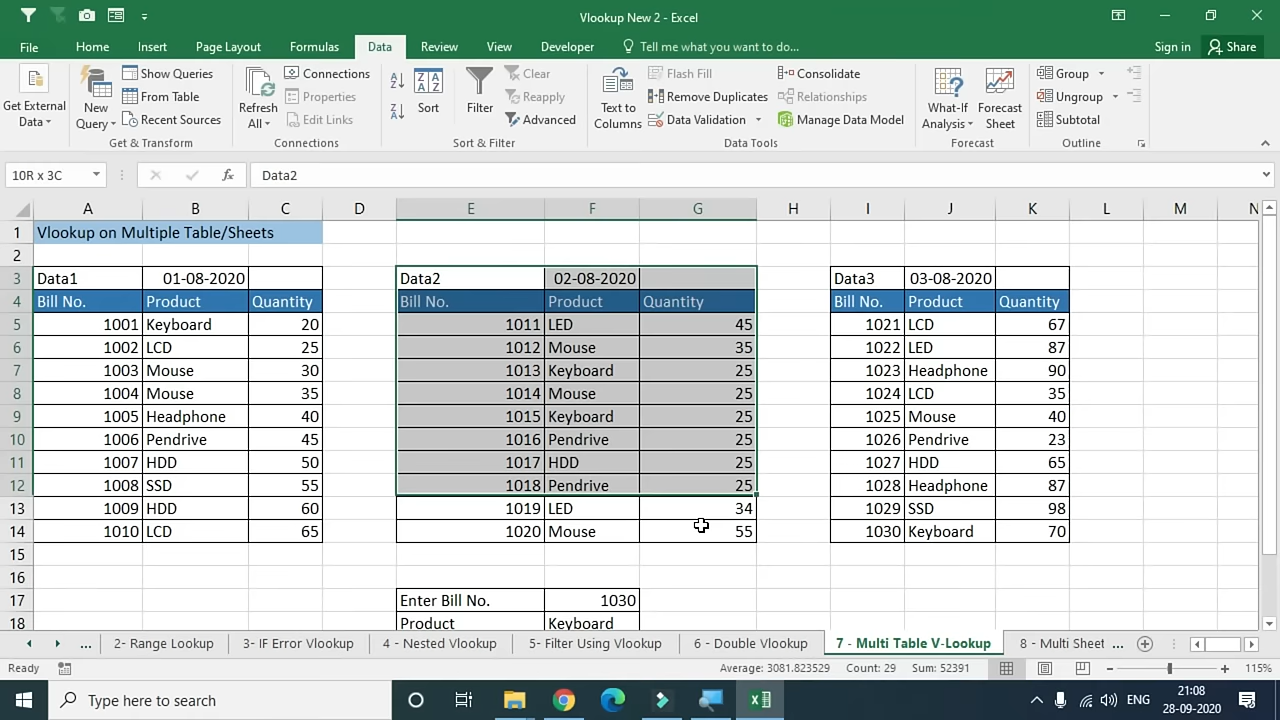 Vlookup New 2 - Excel
File Home Insert Page Layout Formulas Data Review View Developer Tell me what you want to do... Sign in Share
Get External Data
New Query
Show Queries
From Table
Recent Sources
Get & Transform
Refresh All
Connections
Properties
Edit Links
Connections
Sort
Filter
Clear
Reapply
Advanced
Sort & Filter
Text to Columns
Flash Fill
Remove Duplicates
Data Validation
Consolidate
Relationships
Manage Data Model
Data Tools
What-If Analysis
Forecast Sheet
Forecast
Group
Ungroup
Subtotal
Outline
10R x 3C fx Data2
A B C D E F G H I J K L M N
1 Vlookup on Multiple Table/Sheets
2
3 Data1 01-08-2020 Data2 02-08-2020 Data3 03-08-2020
4 Bill No. Product Quantity Bill No. Product Quantity Bill No. Product Quantity
5 1001 Keyboard 20 1011 LED 45 1021 LCD 67
6 1002 LCD 25 1012 Mouse 35 1022 LED 87
7 1003 Mouse 30 1013 Keyboard 25 1023 Headphone 90
8 1004 Mouse 35 1014 Mouse 25 1024 LCD 35
9 1005 Headphone 40 1015 Keyboard 25 1025 Mouse 40
10 1006 Pendrive 45 1016 Pendrive 25 1026 Pendrive 23
11 1007 HDD 50 1017 HDD 25 1027 HDD 65
12 1008 SSD 55 1018 Pendrive 25 1028 Headphone 87
13 1009 HDD 60 1019 LED 34 1029 SSD 98
14 1010 LCD 65 1020 Mouse 55 1030 Keyboard 70
15
16
17 Enter Bill No. 1030
18 Product Keyboard
... 2- Range Lookup 3- IF Error Vlookup 4 - Nested Vlookup 5- Filter Using Vlookup 6 - Double Vlookup 7 - Multi Table V-Lookup 8 - Multi Sheet ...
Ready Average: 3081.823529 Count: 29 Sum: 52391 115%
Type here to search ENG 21:08
28-09-2020